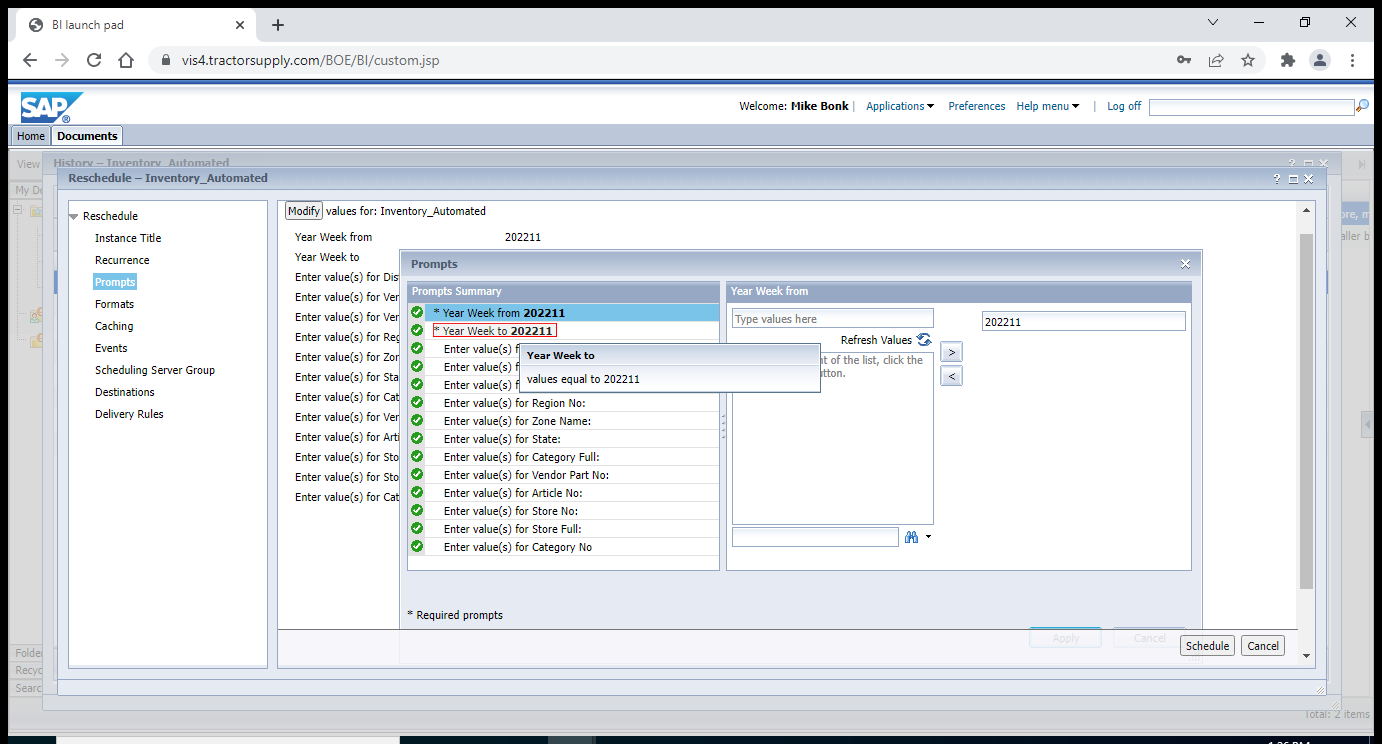 BI launch pad
vis4.tractorsupply.com/BOE/BI/custom.jsp
SAP
Welcome: Mike Bonk | Applications Preferences Help menu | Log off
Home Documents
View History – Inventory_Automated
Reschedule – Inventory_Automated
My Do
Reschedule
Instance Title
Recurrence
Prompts
Formats
Caching
Events
Scheduling Server Group
Destinations
Delivery Rules
Modify values for: Inventory_Automated
Year Week from 202211
Year Week to
Enter value(s) for Dis
Enter value(s) for Ver
Enter value(s) for Ver
Enter value(s) for Reg
Enter value(s) for Zon
Enter value(s) for Sta
Enter value(s) for Cat
Enter value(s) for Ver
Enter value(s) for Arti
Enter value(s) for Sto
Enter value(s) for Sto
Enter value(s) for Cat
ore, m
aller b
Prompts
Prompts Summary
* Year Week from 202211
* Year Week to 202211
Enter value(s) f
Enter value(s) f
Enter value(s) f
Enter value(s) for Region No:
Enter value(s) for Zone Name:
Enter value(s) for State:
Enter value(s) for Category Full:
Enter value(s) for Vendor Part No:
Enter value(s) for Article No:
Enter value(s) for Store No:
Enter value(s) for Store Full:
Enter value(s) for Category No
Year Week to
values equal to 202211
Year Week from
Type values here
202211
Refresh Values
nt of the list, click the
tton.
>
<
* Required prompts
Apply Cancel
Schedule Cancel
Folder
Recyc
Searc
Total: 2 items